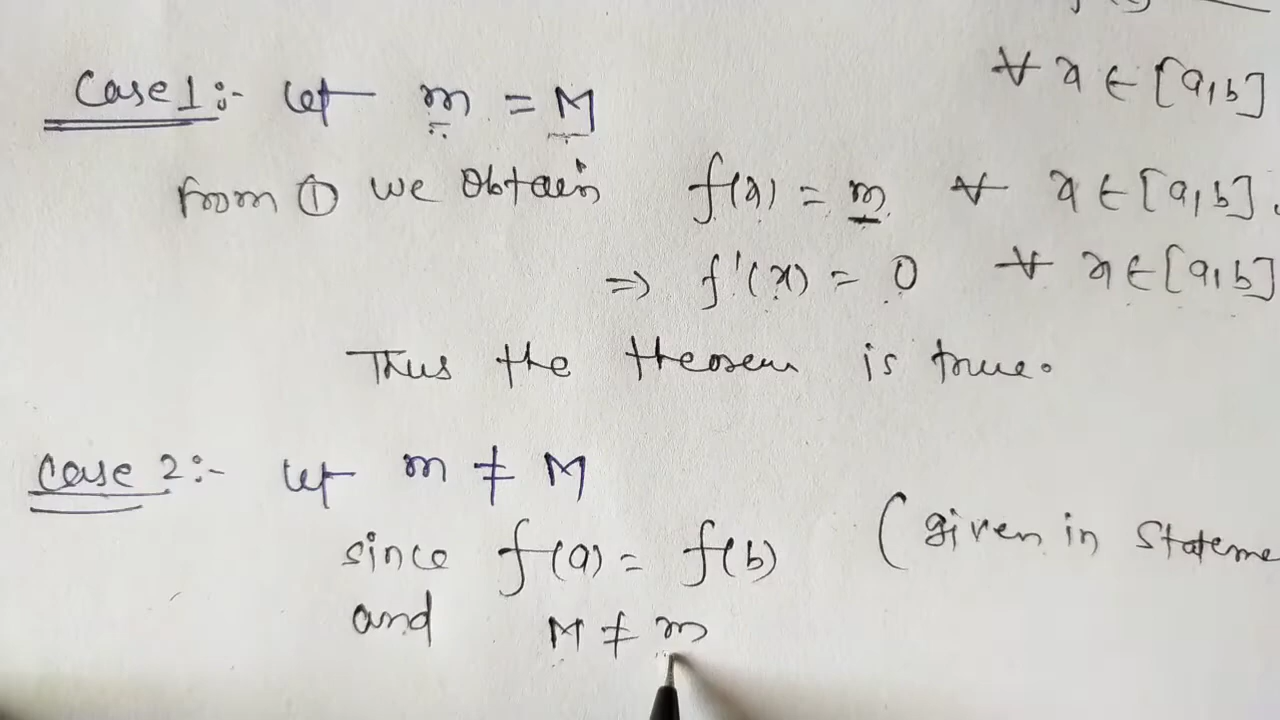 ∀ x ∈ [a,b]
Case 1:- Let m = M
From ① we Obtain f(x) = m ∀ x ∈ [a,b].
⇒ f'(x) = 0 ∀ x ∈ [a,b]
Thus the theorem is true.
Case 2:- Let m ≠ M
since f(a) = f(b) (given in Stateme
and M ≠ m